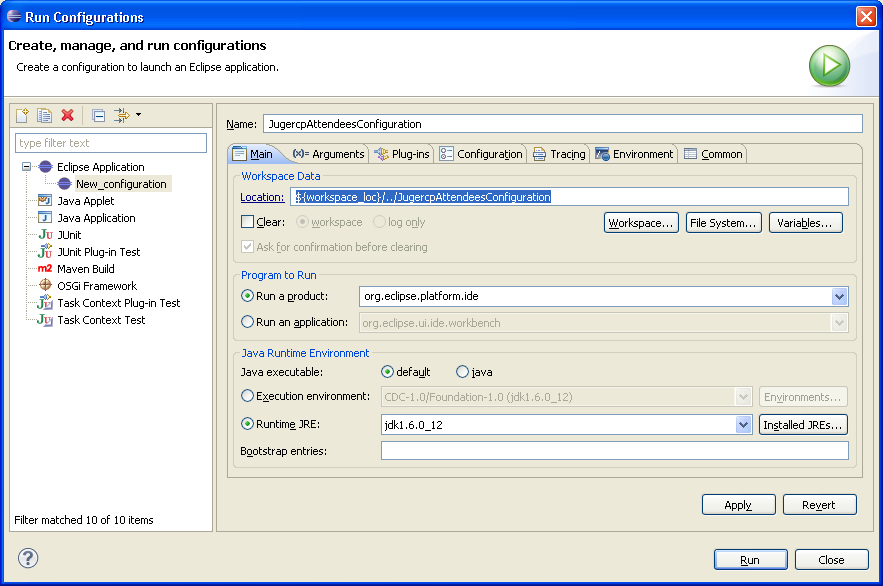 Run Configurations
Create, manage, and run configurations
Create a configuration to launch an Eclipse application.
type filter text
Eclipse Application
New_configuration
Java Applet
Java Application
Ju JUnit
JUnit Plug-in Test
m2 Maven Build
OSGi Framework
Task Context Plug-in Test
Task Context Test
Filter matched 10 of 10 items
Name: JugercpAttendeesConfiguration
Main (x)= Arguments Plug-ins Configuration Tracing Environment Common
Workspace Data
Location: ${workspace_loc}/../JugercpAttendeesConfiguration
Clear: workspace log only Workspace... File System... Variables...
Ask for confirmation before clearing
Program to Run
Run a product: org.eclipse.platform.ide
Run an application: org.eclipse.ui.ide.workbench
Java Runtime Environment
Java executable: default java
Execution environment: CDC-1.0/Foundation-1.0 (jdk1.6.0_12) Environments...
Runtime JRE: jdk1.6.0_12 Installed JREs...
Bootstrap entries:
Apply Revert
? Run Close